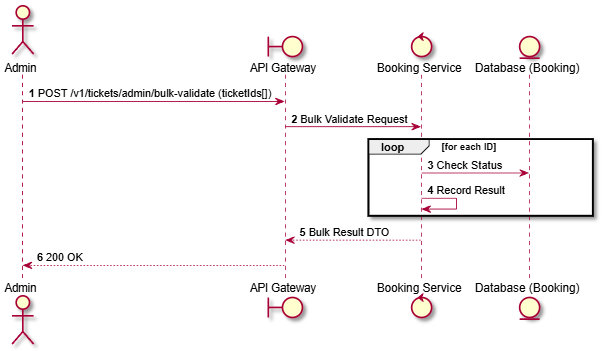 Admin
API Gateway
Booking Service
Database (Booking)
1 POST /v1/tickets/admin/bulk-validate (ticketIds[])
2 Bulk Validate Request
loop [for each ID]
3 Check Status
4 Record Result
5 Bulk Result DTO
6 200 OK
Admin
API Gateway
Booking Service
Database (Booking)